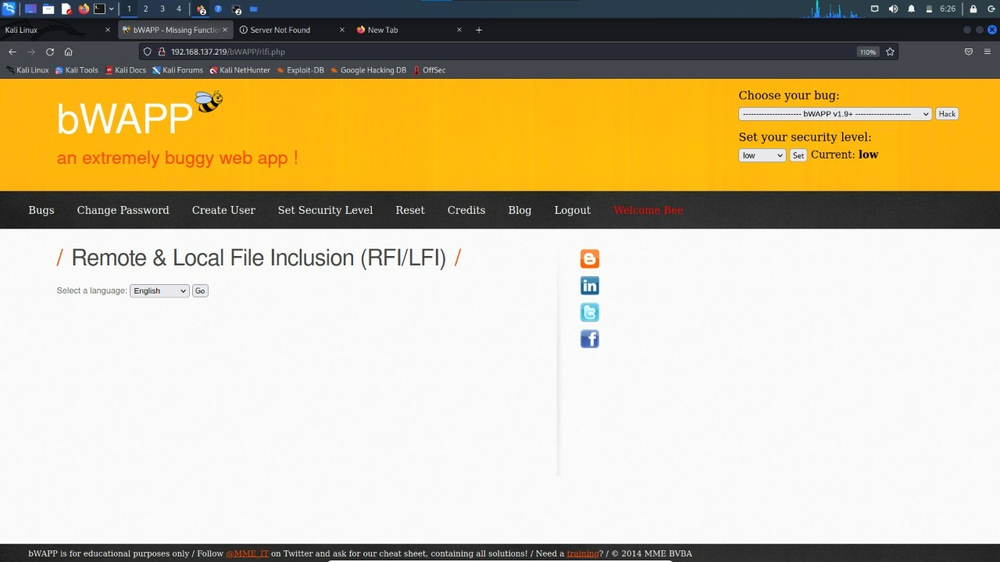 1 2 3 4 2 2 6:26
Kali Linux bWAPP - Missing Functio Server Not Found New Tab
192.168.137.219/bWAPP/rlfi.php 110%
Kali Linux Kali Tools Kali Docs Kali Forums Kali NetHunter Exploit-DB Google Hacking DB OffSec
bWAPP
an extremely buggy web app !
Choose your bug:
---------------------- bWAPP v1.9+ --------------------- Hack
Set your security level:
low Set Current: low
Bugs Change Password Create User Set Security Level Reset Credits Blog Logout Welcome Bee
/ Remote & Local File Inclusion (RFI/LFI) /
Select a language: English Go
in
t
f
bWAPP is for educational purposes only / Follow @MME_IT on Twitter and ask for our cheat sheet, containing all solutions! / Need a training? / © 2014 MME BVBA